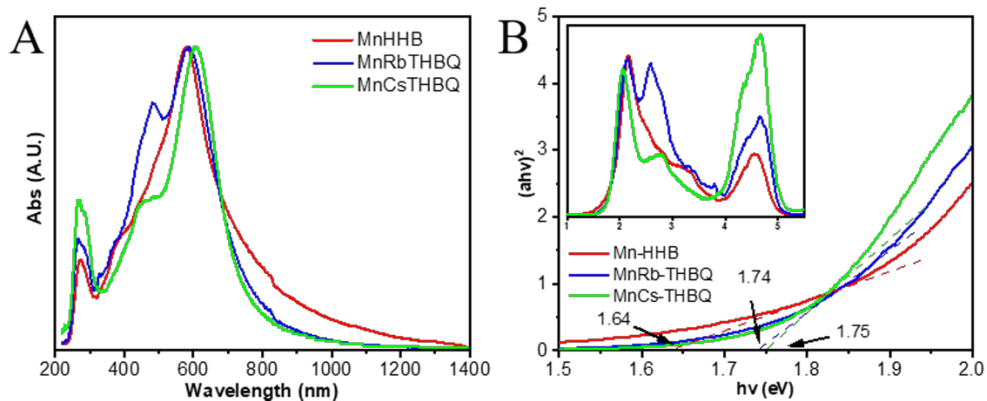 A
MnHHB
MnRbTHBQ
MnCsTHBQ
Abs (A.U.)
200 400 600 800 1000 1200 1400
Wavelength (nm)
B
5
4
3
2
1
0
(ahv)²
1 2 3 4 5
Mn-HHB
MnRb-THBQ
MnCs-THBQ
1.74
1.64
1.75
1.5 1.6 1.7 1.8 1.9 2.0
hv (eV)